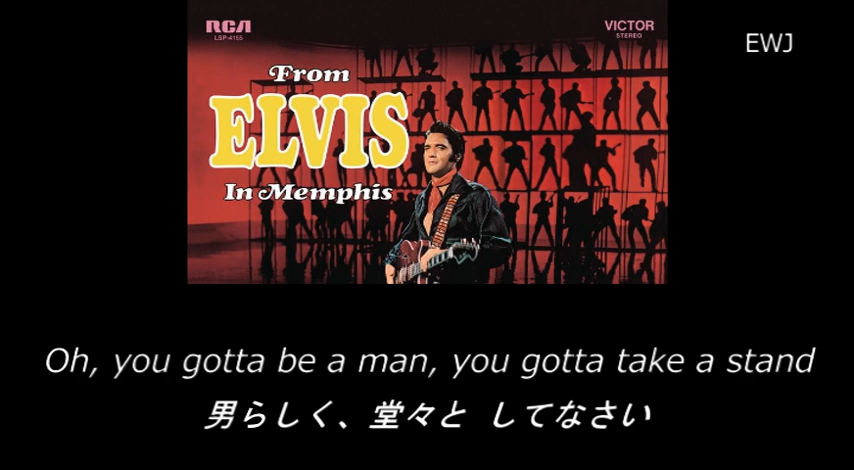 RCA
LSP-4155
VICTOR
STEREO
EWJ
From
ELVIS
In Memphis
Oh, you gotta be a man, you gotta take a stand
男らしく、堂々と してなさい